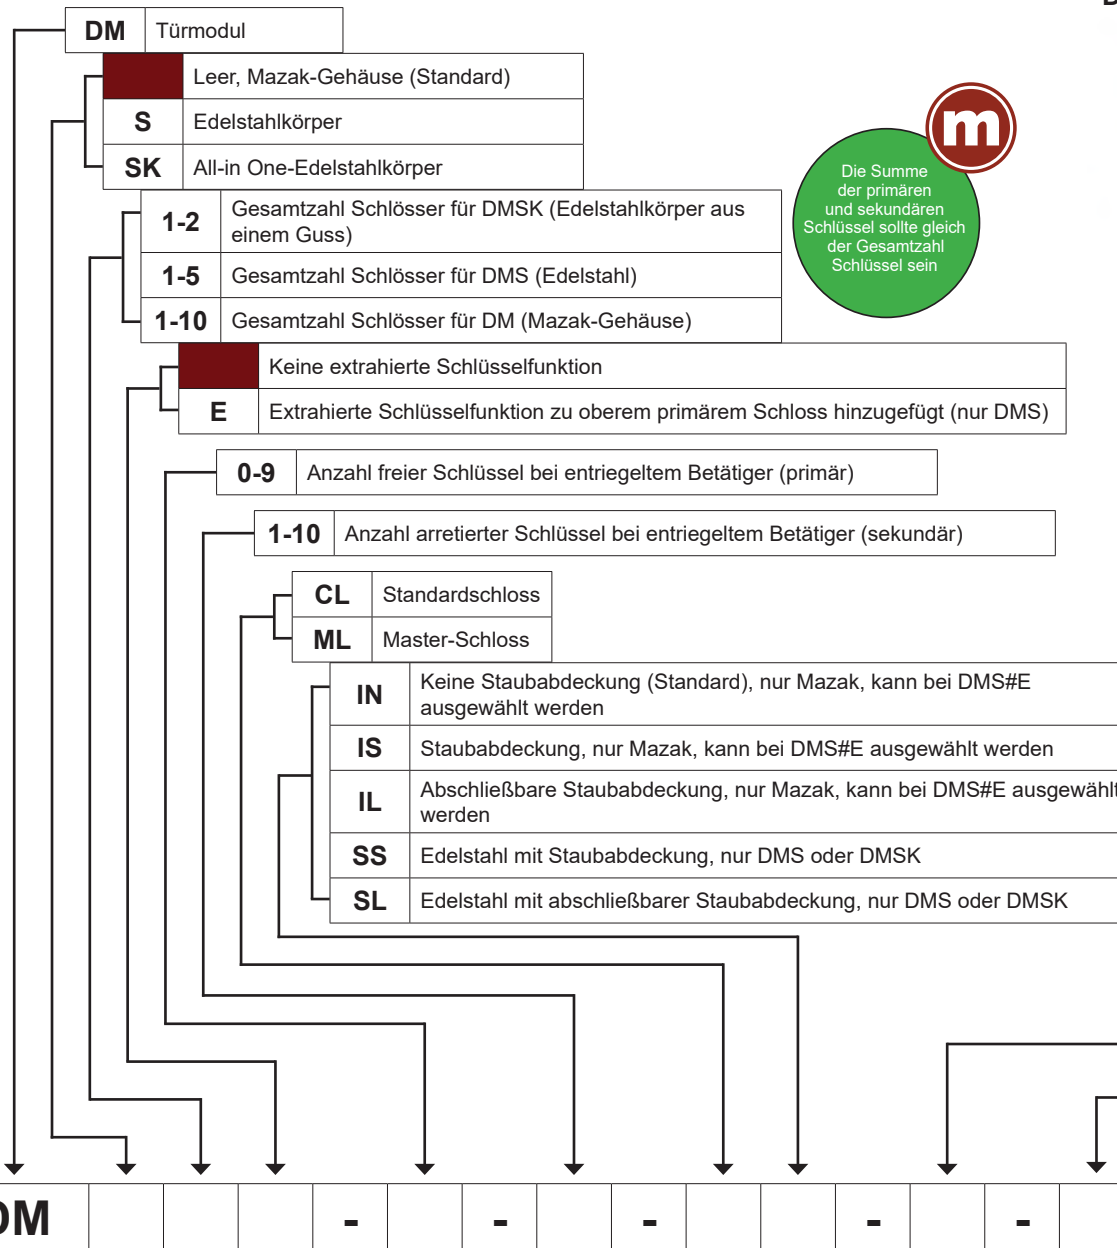 DM Türmodul
Leer, Mazak-Gehäuse (Standard)
S Edelstahlkörper
SK All-in One-Edelstahlkörper
1-2 Gesamtzahl Schlösser für DMSK (Edelstahlkörper aus
einem Guss)
1-5 Gesamtzahl Schlösser für DMS (Edelstahl)
1-10 Gesamtzahl Schlösser für DM (Mazak-Gehäuse)
m
Die Summe
der primären
und sekundären
Schlüssel sollte gleich
der Gesamtzahl
Schlüssel sein
Keine extrahierte Schlüsselfunktion
E Extrahierte Schlüsselfunktion zu oberem primärem Schloss hinzugefügt (nur DMS)
0-9 Anzahl freier Schlüssel bei entriegeltem Betätiger (primär)
1-10 Anzahl arretierter Schlüssel bei entriegeltem Betätiger (sekundär)
CL Standardschloss
ML Master-Schloss
IN Keine Staubabdeckung (Standard), nur Mazak, kann bei DMS#E
ausgewählt werden
IS Staubabdeckung, nur Mazak, kann bei DMS#E ausgewählt werden
IL Abschließbare Staubabdeckung, nur Mazak, kann bei DMS#E ausgewählt
werden
SS Edelstahl mit Staubabdeckung, nur DMS oder DMSK
SL Edelstahl mit abschließbarer Staubabdeckung, nur DMS oder DMSK
DM - - - - -